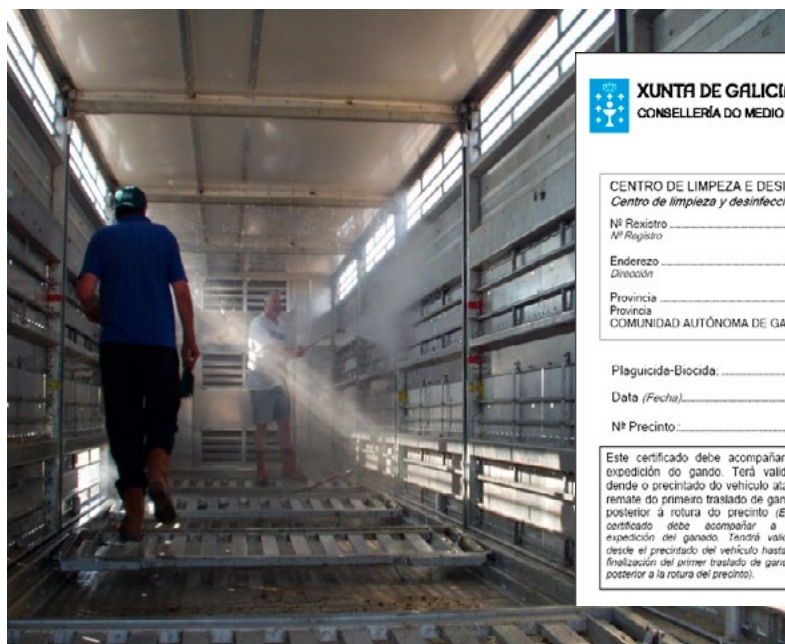 XUNTA DE GALICI
CONSELLERÍA DO MEDIO
CENTRO DE LIMPEZA E DESI
Centro de limpieza y desinfecci
Nº Rexistro
Nº Registro
Enderezo
Dirección
Provincia
Provincia
COMUNIDAD AUTÓNOMA DE GA
Plaguicida-Biocida:
Data (Fecha)
Nº Precinto:
Este certificado debe acompañar
expedición do gando. Terá valid
dende o precintado do vehículo ata
remate do primeiro traslado de gan
posterior á rotura do precinto (E
certificado debe acompañar a
expedición del ganado. Tendrá valid
desde el precintado del vehículo hasta
finalización del primer traslado de gana
posterior a la rotura del precinto).